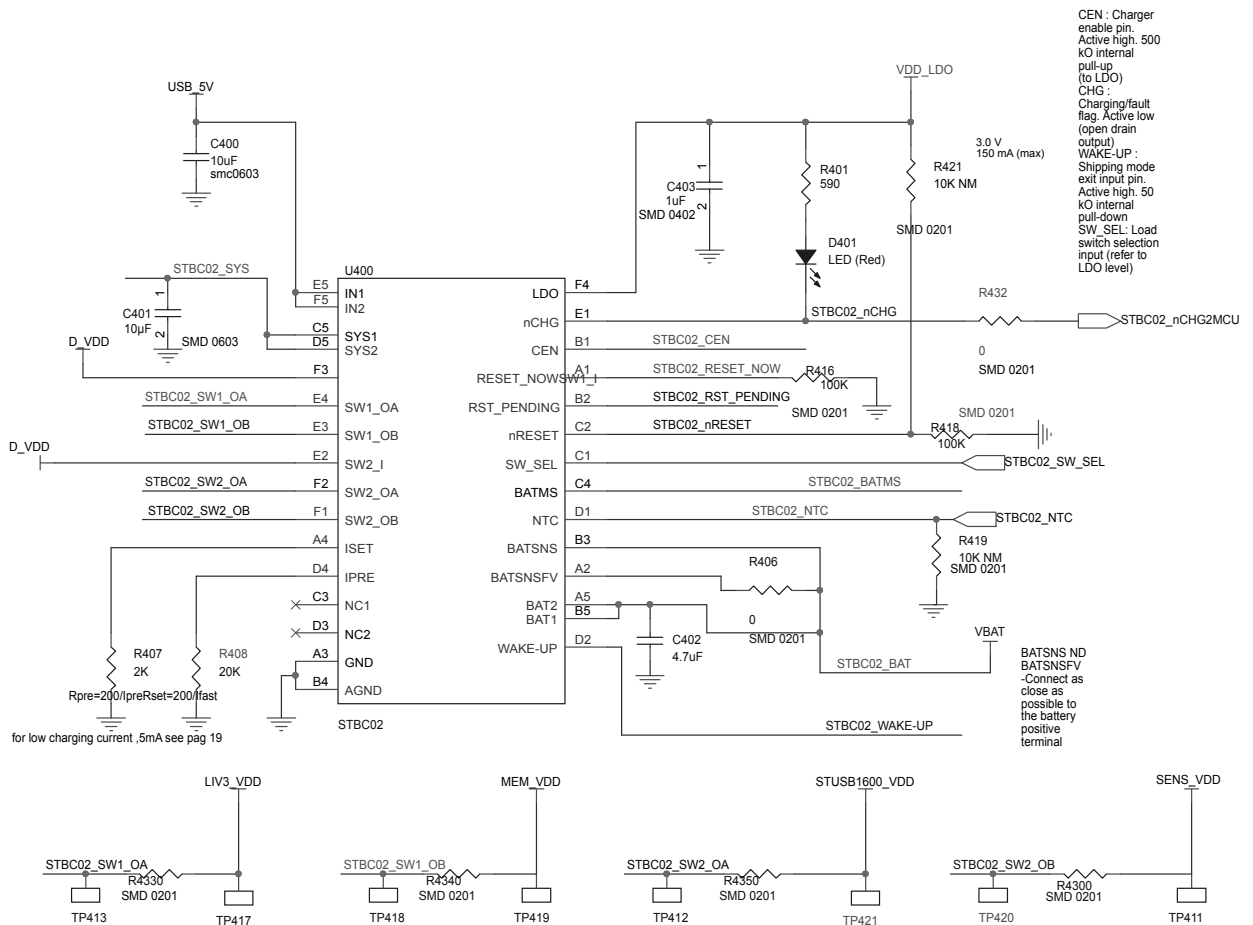 CEN : Charger
enable pin.
Active high. 500
kO internal
pull-up
(to LDO)
CHG :
Charging/fault
flag. Active low
(open drain
output)
WAKE-UP :
Shipping mode
exit input pin.
Active high. 50
kO internal
pull-down
SW_SEL: Load
switch selection
input (refer to
LDO level)
VDD_LDO
USB_5V
C400
10uF
smc0603
3.0 V
150 mA (max)
1
C403
1uF
2
SMD 0402
R401
590
R421
10K NM
SMD 0201
D401
LED (Red)
STBC02_SYS
1
C401
10µF
2
SMD 0603
D_VDD
U400
E5
IN1
F5
IN2
C5
SYS1
D5
SYS2
F3
STBC02_SW1_OA
E4
SW1_OA
STBC02_SW1_OB
E3
SW1_OB
D_VDD
E2
SW2_I
STBC02_SW2_OA
F2
SW2_OA
STBC02_SW2_OB
F1
SW2_OB
A4
ISET
D4
IPRE
C3
NC1
D3
NC2
A3
GND
B4
AGND
STBC02
LDO
F4
nCHG
E1
STBC02_nCHG
R432
0
SMD 0201
STBC02_nCHG2MCU
CEN
B1
STBC02_CEN
RESET_NOWSW1_I
A1
STBC02_RESET_NOW
R416
100K
SMD 0201
RST_PENDING
B2
STBC02_RST_PENDING
nRESET
C2
STBC02_nRESET
SMD 0201
R418
100K
SW_SEL
C1
STBC02_SW_SEL
BATMS
C4
STBC02_BATMS
NTC
D1
STBC02_NTC
STBC02_NTC
R419
10K NM
SMD 0201
BATSNS
B3
BATSNSFV
A2
R406
0
SMD 0201
BAT2
A5
BAT1
B5
C402
4.7uF
WAKE-UP
D2
VBAT
STBC02_BAT
STBC02_WAKE-UP
BATSNS ND
BATSNSFV
-Connect as
close as
possible to
the battery
positive
terminal
R407
2K
R408
20K
Rpre=200/IpreRset=200/Ifast
for low charging current ,5mA see pag 19
LIV3_VDD
STBC02_SW1_OA
R4330
SMD 0201
TP413
TP417
MEM_VDD
STBC02_SW1_OB
R4340
SMD 0201
TP418
TP419
STUSB1600_VDD
STBC02_SW2_OA
R4350
SMD 0201
TP412
TP421
SENS_VDD
STBC02_SW2_OB
R4300
SMD 0201
TP420
TP411